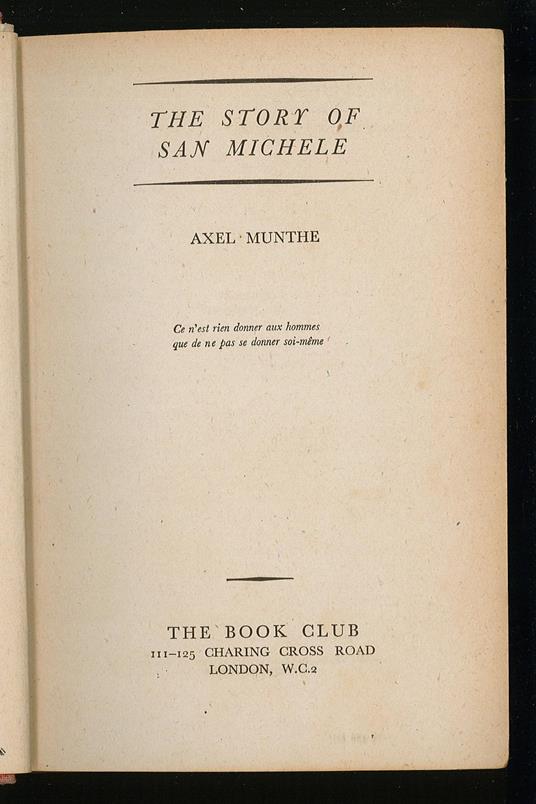 THE STORY OF
SAN MICHELE
AXEL MUNTHE
Ce n'est rien donner aux hommes
que de ne pas se donner soi-même
THE BOOK CLUB
111–125 CHARING CROSS ROAD
LONDON, W.C.2